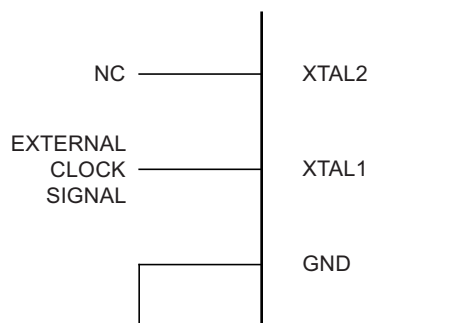 NC
XTAL2
EXTERNAL
CLOCK
SIGNAL
XTAL1
GND